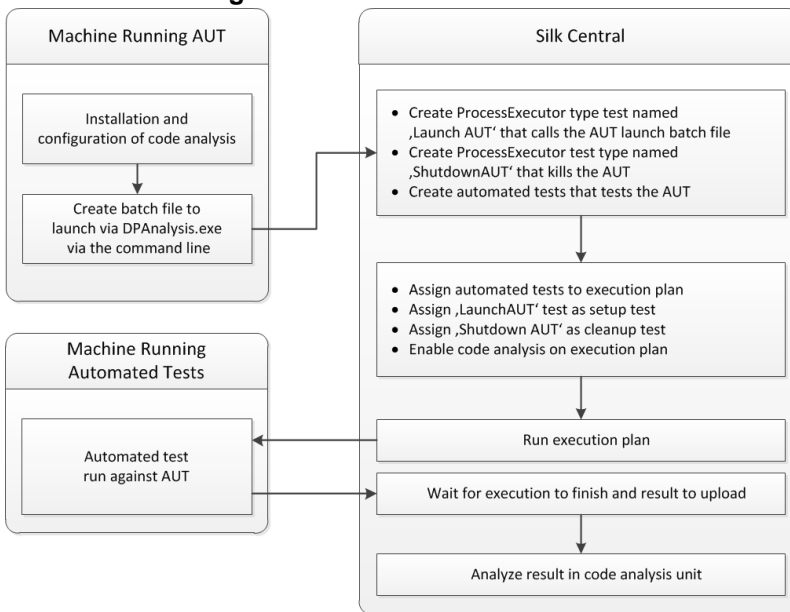 Machine Running AUT
Installation and
configuration of code analysis
Create batch file to
launch via DPAnalysis.exe
via the command line
Silk Central
• Create ProcessExecutor type test named
‚Launch AUT‘ that calls the AUT launch batch file
• Create ProcessExecutor test type named
‚ShutdownAUT‘ that kills the AUT
• Create automated tests that tests the AUT
• Assign automated tests to execution plan
• Assign ‚LaunchAUT‘ test as setup test
• Assign ‚Shutdown AUT‘ as cleanup test
• Enable code analysis on execution plan
Run execution plan
Machine Running
Automated Tests
Automated test
run against AUT
Wait for execution to finish and result to upload
Analyze result in code analysis unit